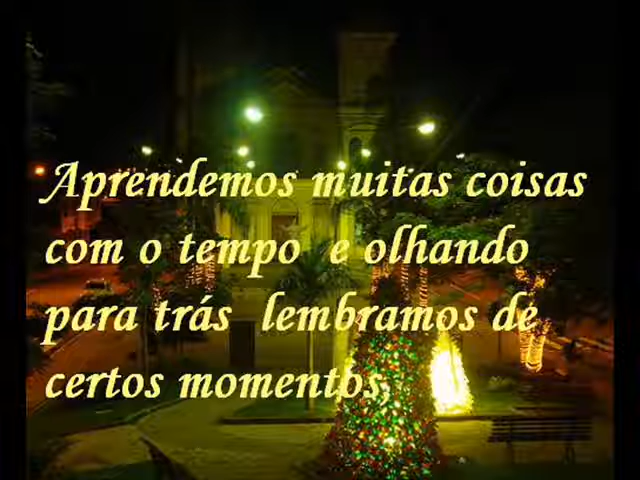 Aprendemos muitas coisas
com o tempo e olhando
para trás lembramos de
certos momentos,